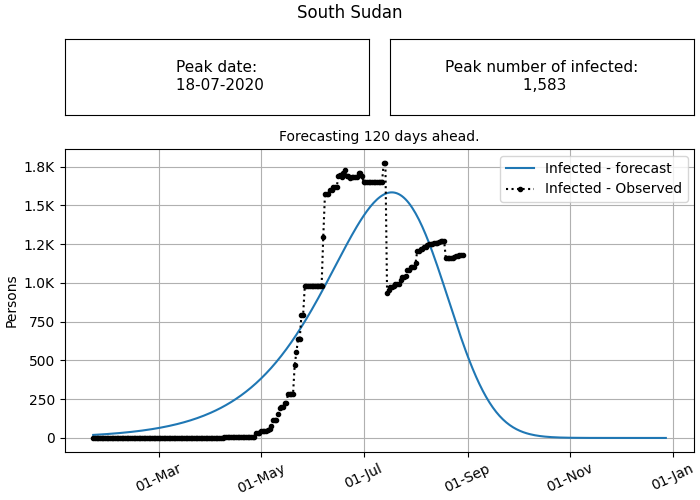 South Sudan
Peak date:
18-07-2020
Peak number of infected:
1,583
Forecasting 120 days ahead.
Infected - forecast
Infected - Observed
Persons
1.8K
1.5K
1.2K
1.0K
750
500
250
0
01-Mar
01-May
01-Jul
01-Sep
01-Nov
01-Jan